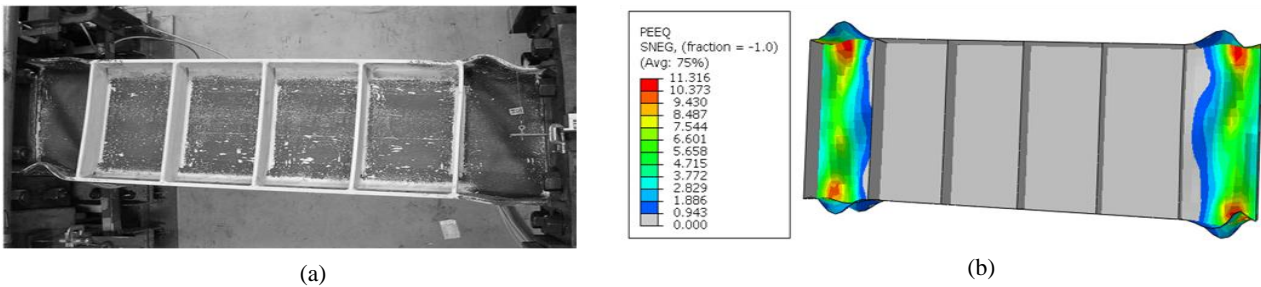 PEEQ
SNEG, (fraction = -1.0)
(Avg: 75%)
11.316
10.373
9.430
8.487
7.544
6.601
5.658
4.715
3.772
2.829
1.886
0.943
0.000
(a)
(b)